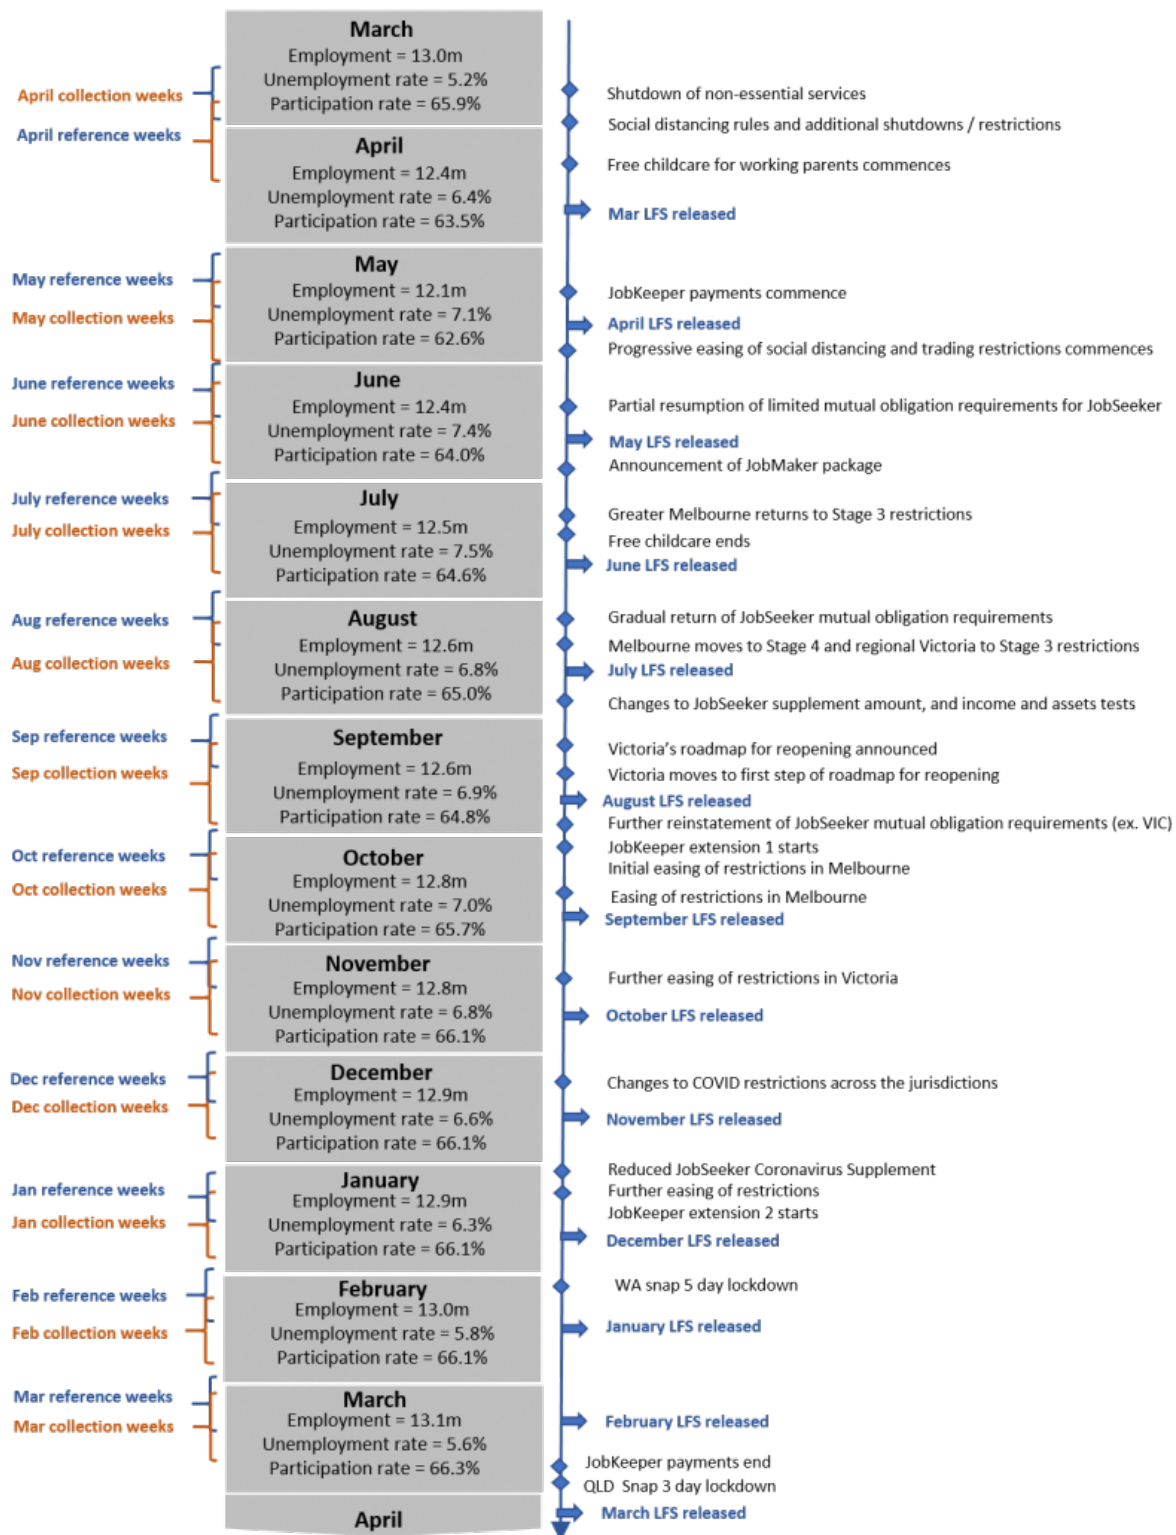 March
Employment = 13.0m
Unemployment rate = 5.2%
Participation rate = 65.9%
April collection weeks
April reference weeks
Shutdown of non-essential services
Social distancing rules and additional shutdowns / restrictions
April
Employment = 12.4m
Unemployment rate = 6.4%
Participation rate = 63.5%
Free childcare for working parents commences
Mar LFS released
May reference weeks
May collection weeks
May
Employment = 12.1m
Unemployment rate = 7.1%
Participation rate = 62.6%
JobKeeper payments commence
April LFS released
Progressive easing of social distancing and trading restrictions commences
June reference weeks
June collection weeks
June
Employment = 12.4m
Unemployment rate = 7.4%
Participation rate = 64.0%
Partial resumption of limited mutual obligation requirements for JobSeeker
May LFS released
Announcement of JobMaker package
July reference weeks
July collection weeks
July
Employment = 12.5m
Unemployment rate = 7.5%
Participation rate = 64.6%
Greater Melbourne returns to Stage 3 restrictions
Free childcare ends
June LFS released
Aug reference weeks
Aug collection weeks
August
Employment = 12.6m
Unemployment rate = 6.8%
Participation rate = 65.0%
Gradual return of JobSeeker mutual obligation requirements
Melbourne moves to Stage 4 and regional Victoria to Stage 3 restrictions
July LFS released
Changes to JobSeeker supplement amount, and income and assets tests
Sep reference weeks
Sep collection weeks
September
Employment = 12.6m
Unemployment rate = 6.9%
Participation rate = 64.8%
Victoria's roadmap for reopening announced
Victoria moves to first step of roadmap for reopening
August LFS released
Further reinstatement of JobSeeker mutual obligation requirements (ex. VIC)
Oct reference weeks
Oct collection weeks
October
Employment = 12.8m
Unemployment rate = 7.0%
Participation rate = 65.7%
JobKeeper extension 1 starts
Initial easing of restrictions in Melbourne
Easing of restrictions in Melbourne
September LFS released
Nov reference weeks
Nov collection weeks
November
Employment = 12.8m
Unemployment rate = 6.8%
Participation rate = 66.1%
Further easing of restrictions in Victoria
October LFS released
Dec reference weeks
Dec collection weeks
December
Employment = 12.9m
Unemployment rate = 6.6%
Participation rate = 66.1%
Changes to COVID restrictions across the jurisdictions
November LFS released
Jan reference weeks
Jan collection weeks
January
Employment = 12.9m
Unemployment rate = 6.3%
Participation rate = 66.1%
Reduced JobSeeker Coronavirus Supplement
Further easing of restrictions
JobKeeper extension 2 starts
December LFS released
Feb reference weeks
Feb collection weeks
February
Employment = 13.0m
Unemployment rate = 5.8%
Participation rate = 66.1%
WA snap 5 day lockdown
January LFS released
Mar reference weeks
Mar collection weeks
March
Employment = 13.1m
Unemployment rate = 5.6%
Participation rate = 66.3%
February LFS released
JobKeeper payments end
QLD Snap 3 day lockdown
April
March LFS released